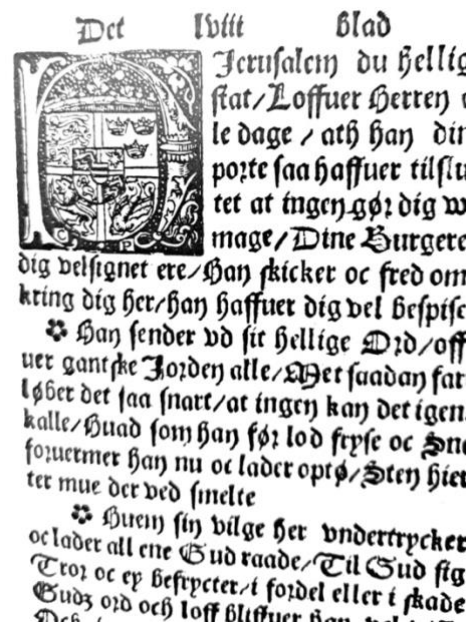 Det lviii Blad
Jerusalem du hellig
stat/Loffuer Herren
le dage / ath han din
porte saa haffuer tilslu
tet at ingen gør dig w
mage/Dine Burgere
dig velsignet ere/Han skicker oc fred om
kring dig her/han haffuer dig vel bespisc
Han sender vd sit hellige Ord/off
uer gantske Jorden alle/Met saadan far
løber det saa snart/at ingen kan det igen
kalle/Huad som han før lod fryse oc Sne
foruermer han nu oc lader optø/Sten hier
ter mue der ved smelte
Huem sin vilge her vndertrycker
oc lader all ene Gud raade/Til Gud sig
Tror oc ey befrycter/i fordel eller i skade
Gudz ord och loff bliffuer han